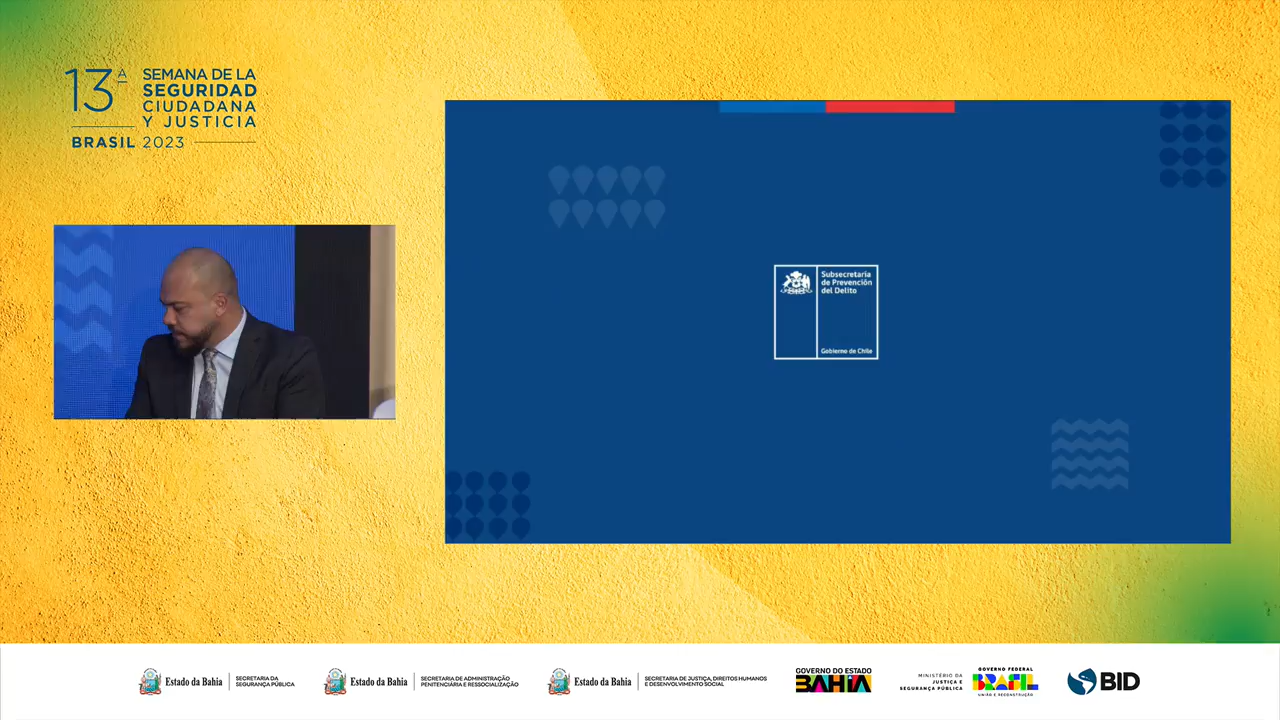 13ª
SEMANA DE LA
SEGURIDAD
CIUDADANA
Y JUSTICIA
BRASIL 2023
Subsecretaría
de Prevención
del Delito
Gobierno de Chile
Estado da Bahia
SECRETARIA DA
SEGURANÇA PÚBLICA
Estado da Bahia
SECRETARIA DE ADMINISTRAÇÃO
PENITENCIÁRIA E RESSOCIALIZAÇÃO
Estado da Bahia
SECRETARIA DE JUSTIÇA, DIREITOS HUMANOS
E DESENVOLVIMENTO SOCIAL
GOVERNO DO ESTADO
BAHIA
MINISTÉRIO DA
JUSTIÇA E
SEGURANÇA PÚBLICA
GOVERNO FEDERAL
BRASIL
UNIÃO E RECONSTRUÇÃO
BID